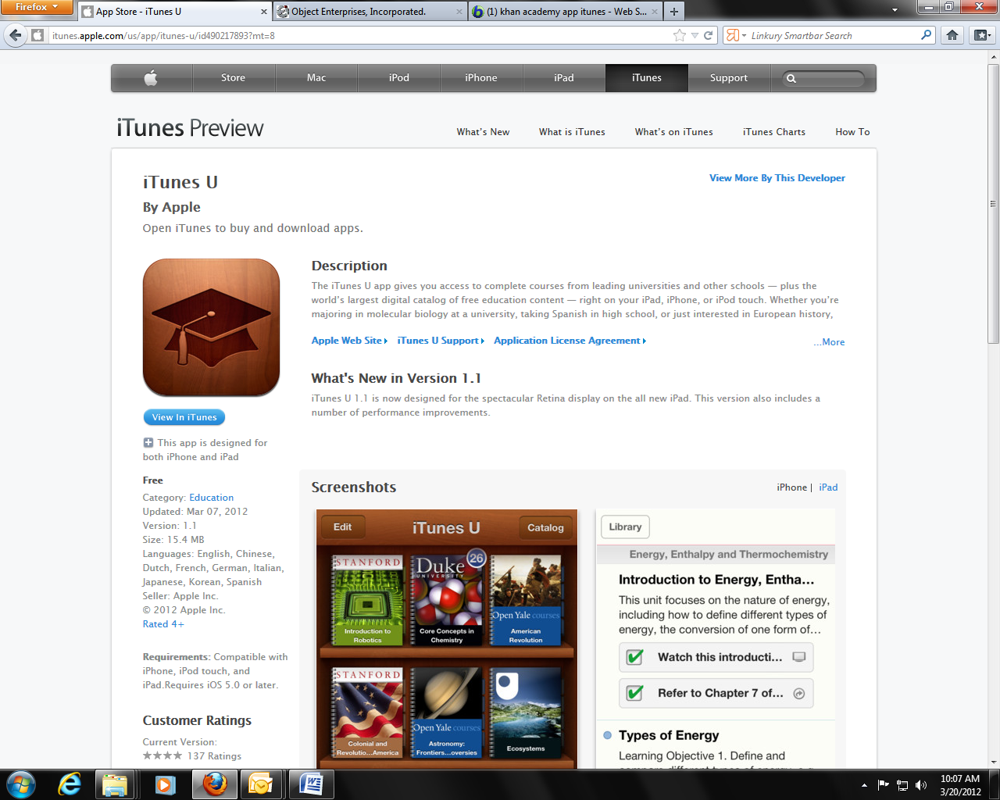 Firefox
App Store - iTunes U
Object Enterprises, Incorporated.
(1) khan academy app itunes - Web S...
itunes.apple.com/us/app/itunes-u/id490217893?mt=8
Linkury Smartbar Search
Store
Mac
iPod
iPhone
iPad
iTunes
Support
iTunes Preview
What's New
What is iTunes
What's on iTunes
iTunes Charts
How To
iTunes U
View More By This Developer
By Apple
Open iTunes to buy and download apps.
View In iTunes
This app is designed for
both iPhone and iPad
Free
Category: Education
Updated: Mar 07, 2012
Version: 1.1
Size: 15.4 MB
Languages: English, Chinese,
Dutch, French, German, Italian,
Japanese, Korean, Spanish
Seller: Apple Inc.
© 2012 Apple Inc.
Rated 4+
Requirements: Compatible with
iPhone, iPod touch, and
iPad.Requires iOS 5.0 or later.
Customer Ratings
Current Version:
137 Ratings
Description
The iTunes U app gives you access to complete courses from leading universities and other schools — plus the
world's largest digital catalog of free education content — right on your iPad, iPhone, or iPod touch. Whether you're
majoring in molecular biology at a university, taking Spanish in high school, or just interested in European history,
Apple Web Site
iTunes U Support
Application License Agreement
...More
What's New in Version 1.1
iTunes U 1.1 is now designed for the spectacular Retina display on the all new iPad. This version also includes a
number of performance improvements.
Screenshots
iPhone |
iPad
Edit
iTunes U
Catalog
STANFORD
Introduction to
Robotics
Duke
UNIVERSITY
26
Core Concepts in
Chemistry
Open Yale courses
American
Revolution
STANFORD
Colonial and
Revolutio...America
Open Yale courses
Astronomy:
Frontiers...oversies
Ecosystems
Library
Energy, Enthalpy and Thermochemistry
Introduction to Energy, Entha...
This unit focuses on the nature of energy,
including how to define different types of
energy, the conversion of one form of...
Watch this introducti...
Refer to Chapter 7 of...
Types of Energy
Learning Objective 1. Define and
compare different types of energy, e.g.
10:07 AM
3/20/2012